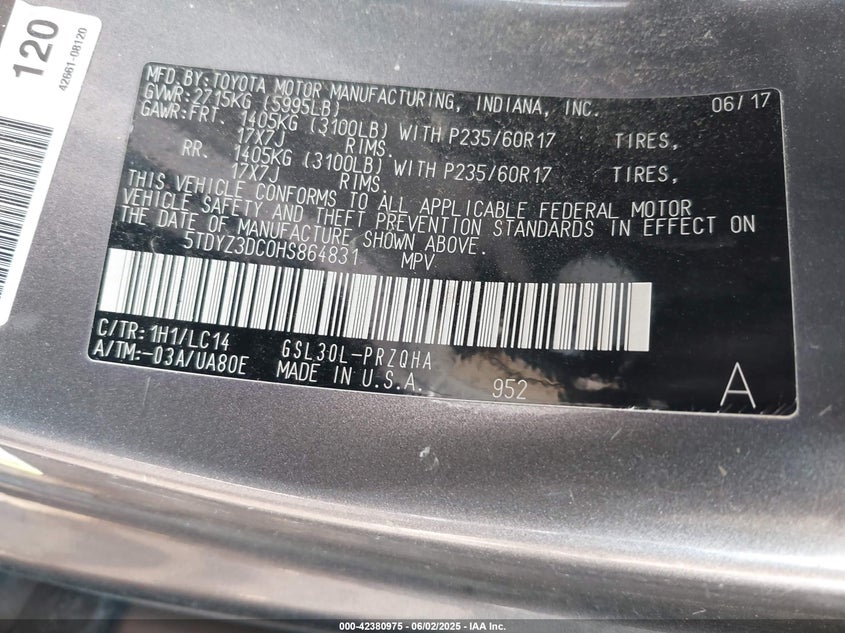 120
42661-08120
MFD.BY:TOYOTA MOTOR MANUFACTURING, INDIANA, INC. 06/17
GVWR:2715KG (5995LB)
GAWR:FRT. 1405KG (3100LB) WITH P235/60R17 TIRES,
17X7J RIMS.
RR. 1405KG (3100LB) WITH P235/60R17 TIRES,
17X7J RIMS.
THIS VEHICLE CONFORMS TO ALL APPLICABLE FEDERAL MOTOR
VEHICLE SAFETY AND THEFT PREVENTION STANDARDS IN EFFECT ON
THE DATE OF MANUFACTURE SHOWN ABOVE.
5TDYZ3DC0HS864831 MPV
C/TR:1H1/LC14 GSL30L-PRZQHA
A/TM:-03A/UA80E MADE IN U.S.A. 952 A
000-42380975 - 06/02/2025 - IAA Inc.